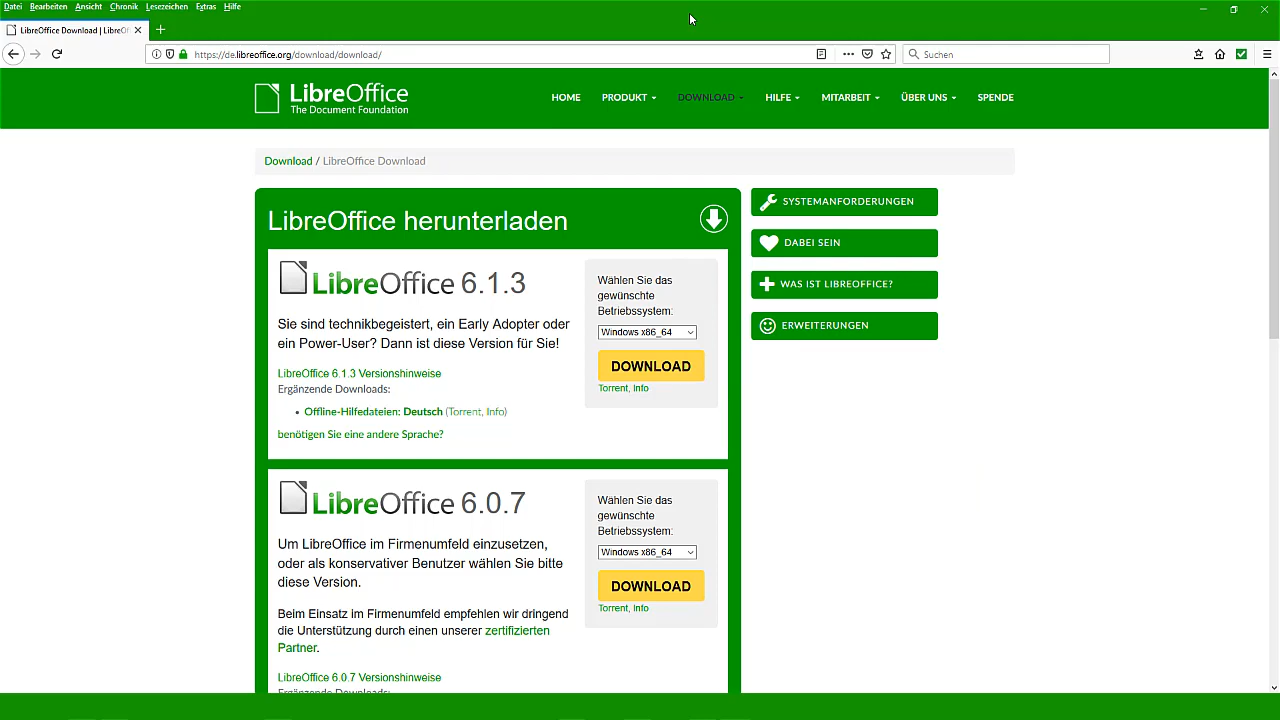 Datei Bearbeiten Ansicht Chronik Lesezeichen Extras Hilfe
LibreOffice Download | LibreOf
https://de.libreoffice.org/download/download/
Suchen
LibreOffice
The Document Foundation
HOME PRODUKT DOWNLOAD HILFE MITARBEIT ÜBER UNS SPENDE
Download / LibreOffice Download
LibreOffice herunterladen
LibreOffice 6.1.3
Sie sind technikbegeistert, ein Early Adopter oder
ein Power-User? Dann ist diese Version für Sie!
LibreOffice 6.1.3 Versionshinweise
Ergänzende Downloads:
• Offline-Hilfedateien: Deutsch (Torrent, Info)
benötigen Sie eine andere Sprache?
Wählen Sie das
gewünschte
Betriebssystem:
Windows x86_64
DOWNLOAD
Torrent, Info
LibreOffice 6.0.7
Um LibreOffice im Firmenumfeld einzusetzen,
oder als konservativer Benutzer wählen Sie bitte
diese Version.
Beim Einsatz im Firmenumfeld empfehlen wir dringend
die Unterstützung durch einen unserer zertifizierten
Partner.
LibreOffice 6.0.7 Versionshinweise
Ergänzende Downloads:
Wählen Sie das
gewünschte
Betriebssystem:
Windows x86_64
DOWNLOAD
Torrent, Info
SYSTEMANFORDERUNGEN
DABEI SEIN
WAS IST LIBREOFFICE?
ERWEITERUNGEN